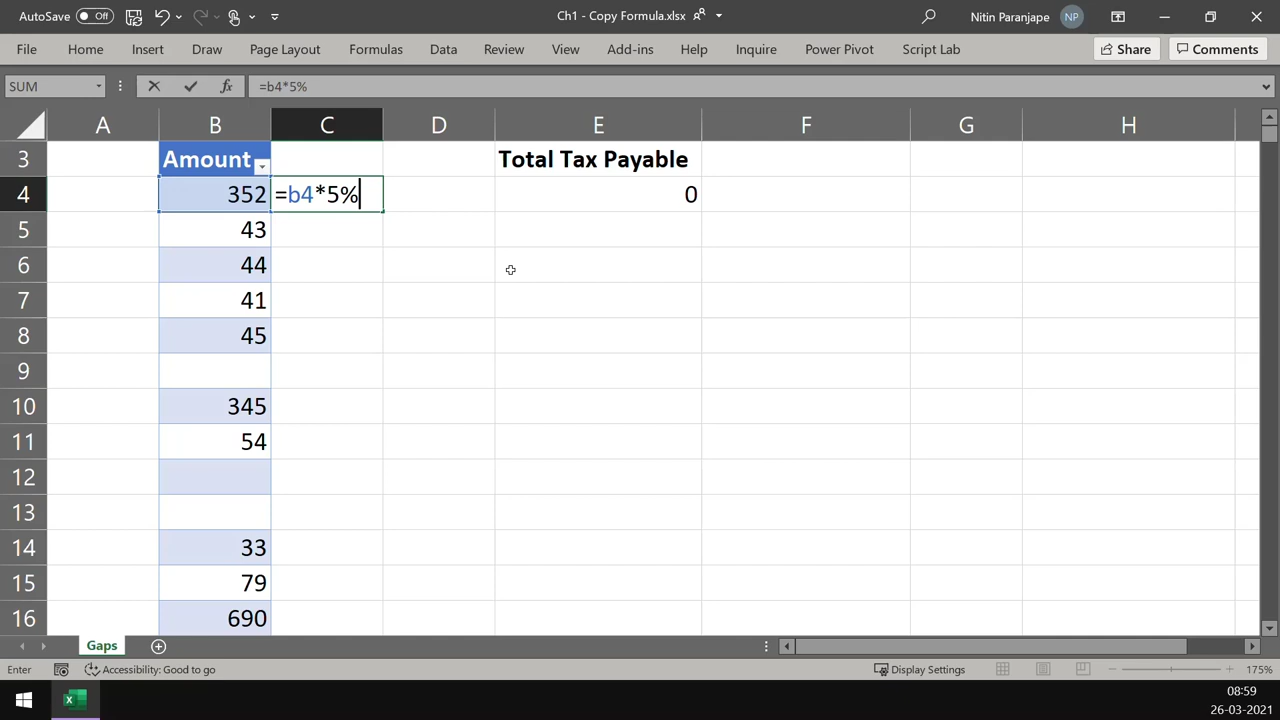 AutoSave Off Ch1 - Copy Formula.xlsx Nitin Paranjape NP
File Home Insert Draw Page Layout Formulas Data Review View Add-ins Help Inquire Power Pivot Script Lab Share Comments
SUM fx =b4*5%
A B C D E F G H
3 Amount Total Tax Payable
4 352 =b4*5% 0
5 43
6 44
7 41
8 45
9
10 345
11 54
12
13
14 33
15 79
16 690
Gaps
Enter Accessibility: Good to go Display Settings 175%
08:59
26-03-2021